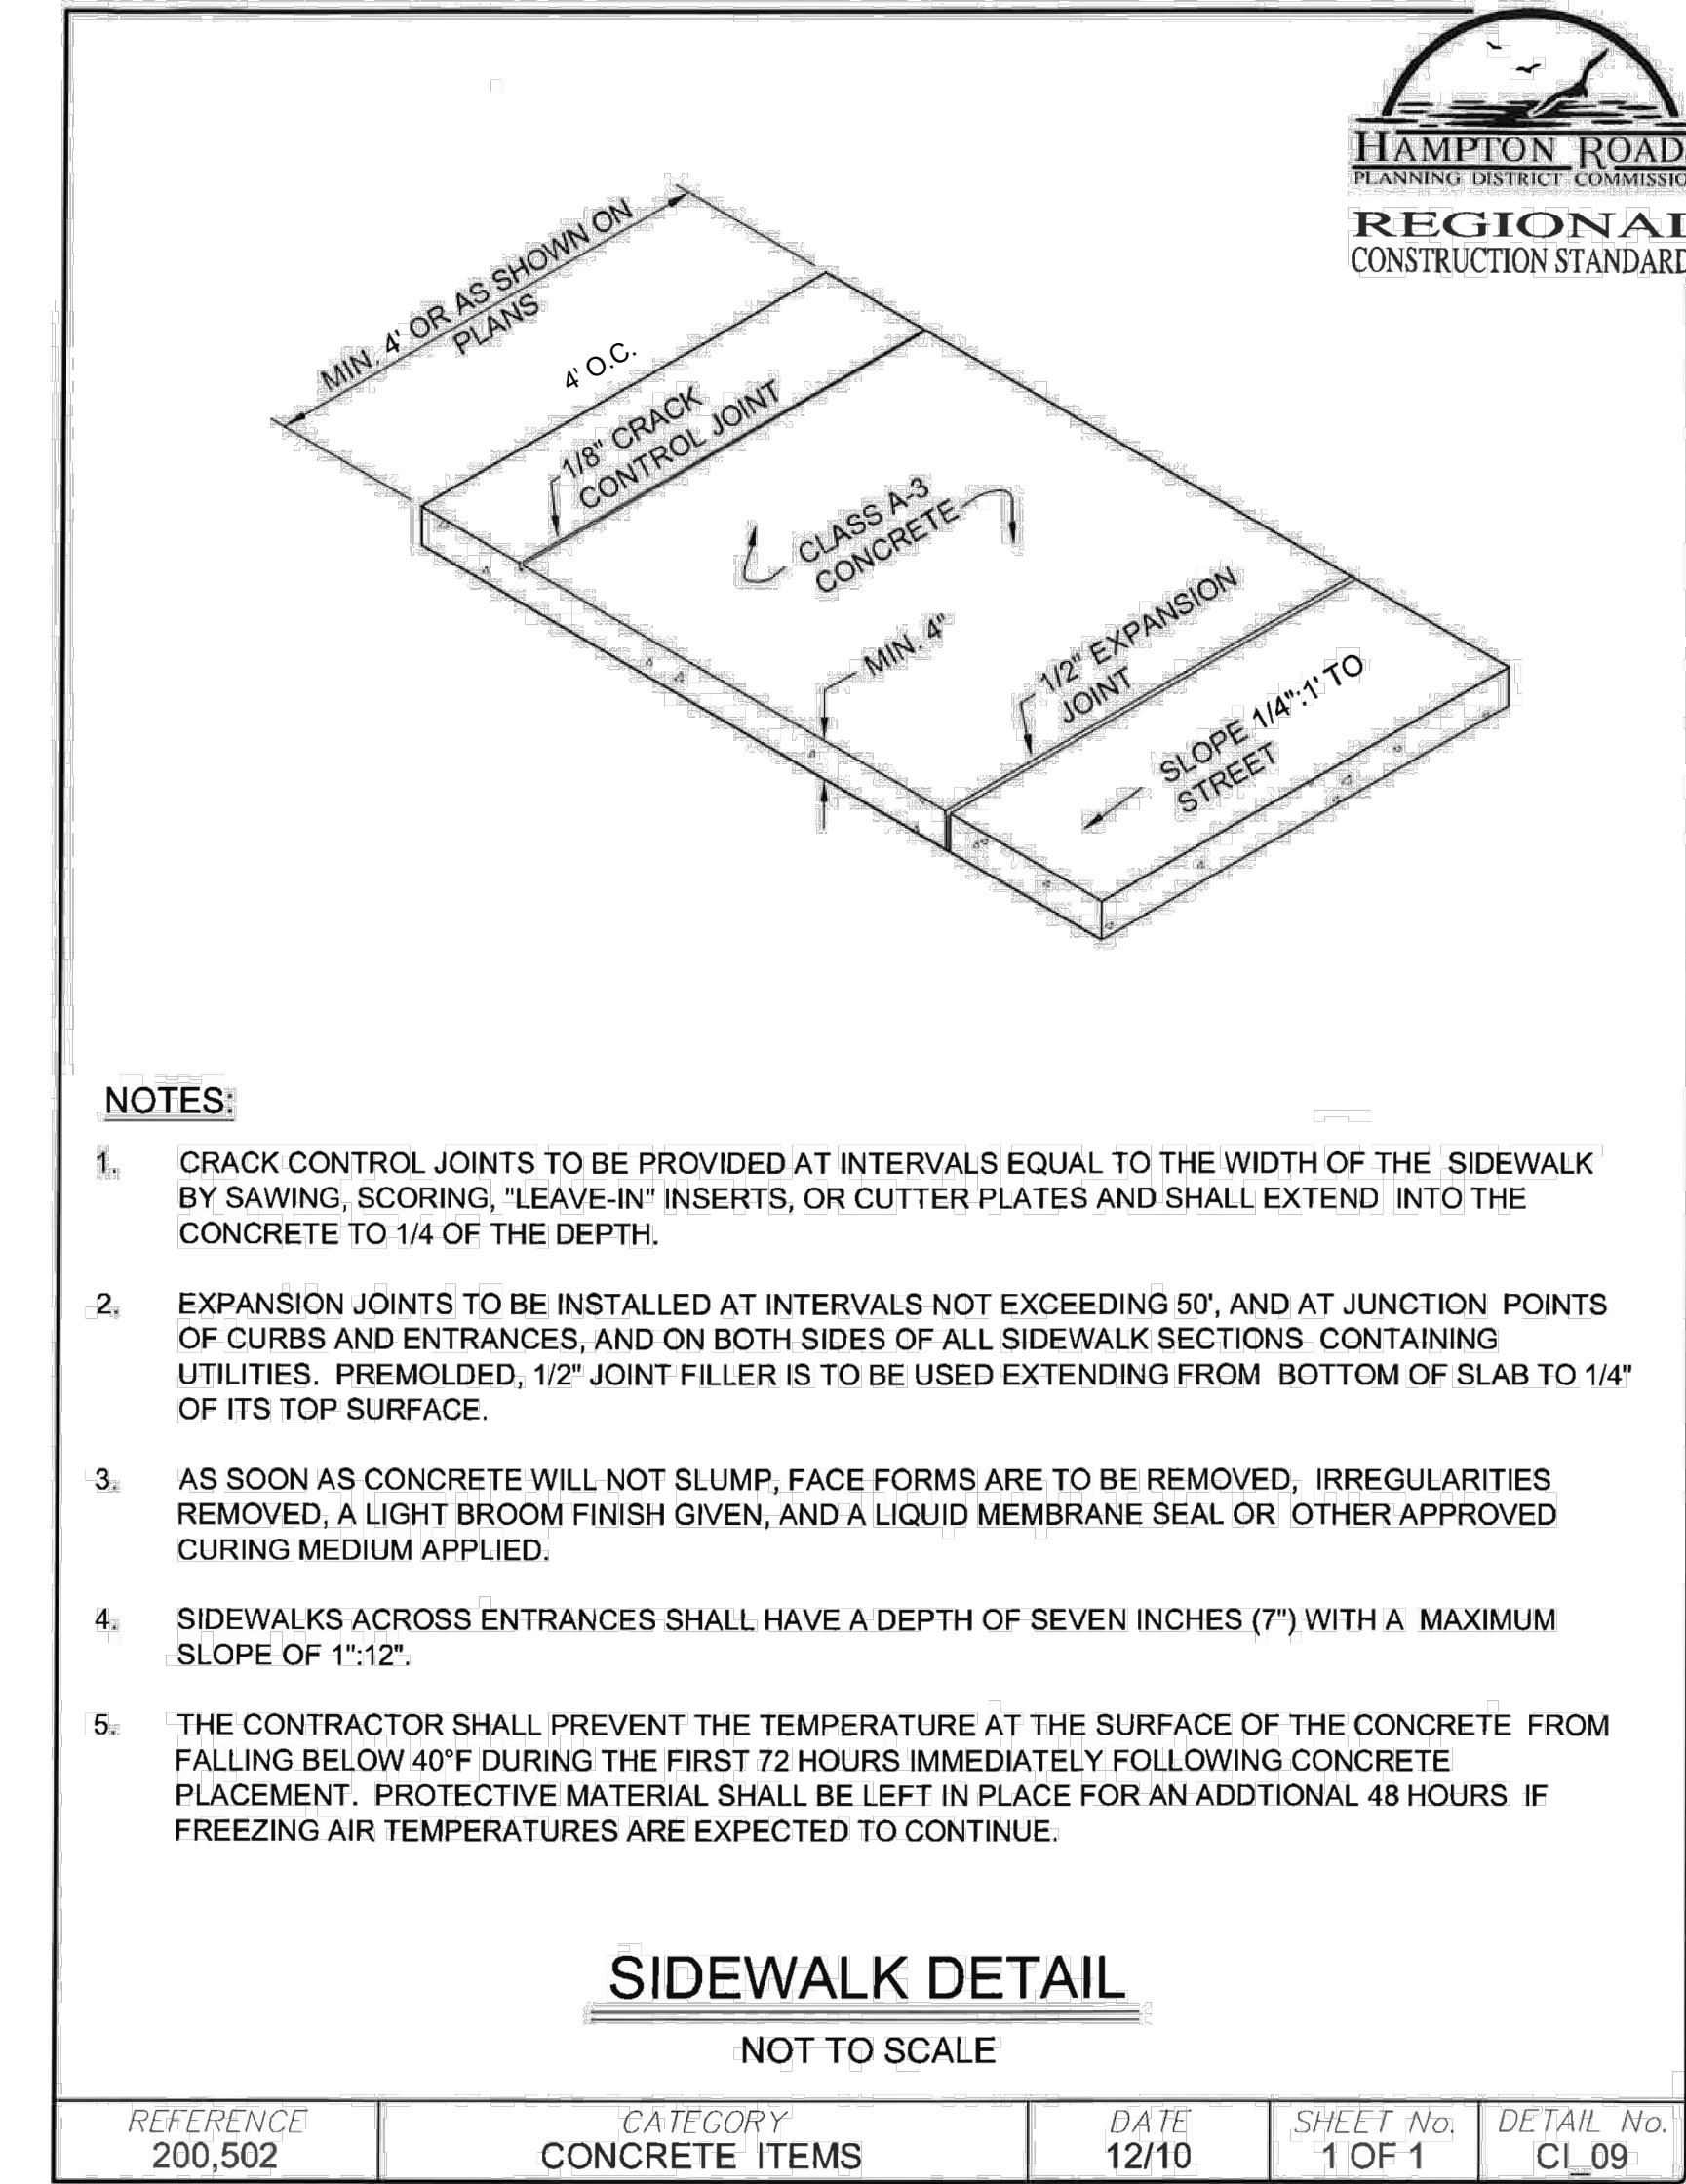 HAMPTON ROAD
PLANNING DISTRICT COMMISSIO
REGIONAL
CONSTRUCTION STANDARD
MIN. 4' OR AS SHOWN ON
PLANS
4' O.C.
1/8" CRACK
CONTROL JOINT
CLASS A-3
CONCRETE
MIN. 4"
1/2" EXPANSION
JOINT
SLOPE 1/4":1' TO
STREET
NOTES:
1. CRACK CONTROL JOINTS TO BE PROVIDED AT INTERVALS EQUAL TO THE WIDTH OF THE SIDEWALK
BY SAWING, SCORING, "LEAVE-IN" INSERTS, OR CUTTER PLATES AND SHALL EXTEND INTO THE
CONCRETE TO 1/4 OF THE DEPTH.
2. EXPANSION JOINTS TO BE INSTALLED AT INTERVALS NOT EXCEEDING 50', AND AT JUNCTION POINTS
OF CURBS AND ENTRANCES, AND ON BOTH SIDES OF ALL SIDEWALK SECTIONS CONTAINING
UTILITIES. PREMOLDED, 1/2" JOINT FILLER IS TO BE USED EXTENDING FROM BOTTOM OF SLAB TO 1/4"
OF ITS TOP SURFACE.
3. AS SOON AS CONCRETE WILL NOT SLUMP, FACE FORMS ARE TO BE REMOVED, IRREGULARITIES
REMOVED, A LIGHT BROOM FINISH GIVEN, AND A LIQUID MEMBRANE SEAL OR OTHER APPROVED
CURING MEDIUM APPLIED.
4. SIDEWALKS ACROSS ENTRANCES SHALL HAVE A DEPTH OF SEVEN INCHES (7") WITH A MAXIMUM
SLOPE OF 1":12".
5. THE CONTRACTOR SHALL PREVENT THE TEMPERATURE AT THE SURFACE OF THE CONCRETE FROM
FALLING BELOW 40°F DURING THE FIRST 72 HOURS IMMEDIATELY FOLLOWING CONCRETE
PLACEMENT. PROTECTIVE MATERIAL SHALL BE LEFT IN PLACE FOR AN ADDTIONAL 48 HOURS IF
FREEZING AIR TEMPERATURES ARE EXPECTED TO CONTINUE.
SIDEWALK DETAIL
NOT TO SCALE
REFERENCE CATEGORY DATE SHEET No. DETAIL No.
200,502 CONCRETE ITEMS 12/10 1 OF 1 CI_09